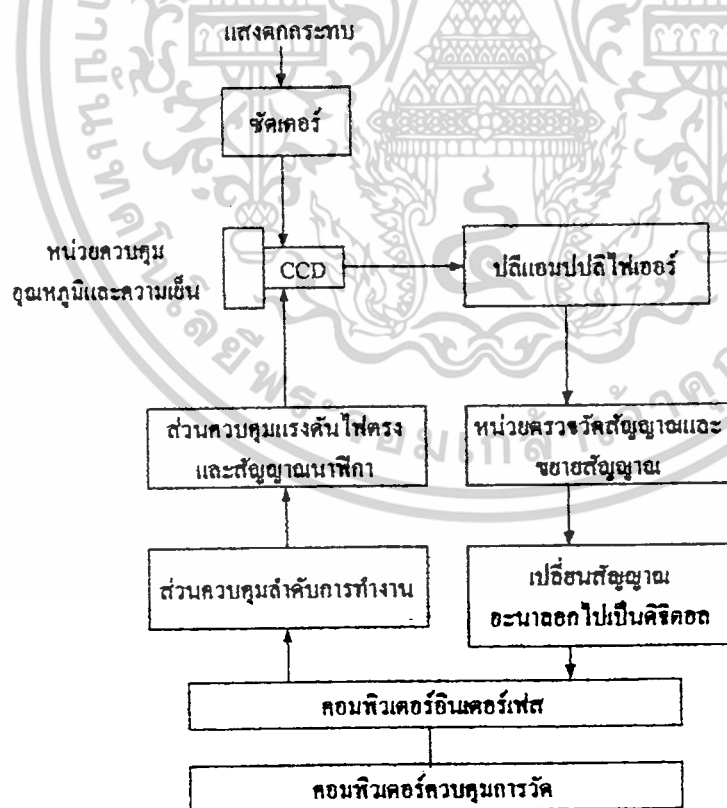 แสงตกกระทบ
ชัตเตอร์
หน่วยควบคุม
อุณหภูมิและความเย็น
CCD
ปลีแอมปปลิไฟเออร์
ส่วนควบคุมแรงดันไฟตรง
และสัญญาณนาฬิกา
หน่วยตรวจวัดสัญญาณและ
ขยายสัญญาณ
ส่วนควบคุมลำดับการทำงาน
เปลี่ยนสัญญาณ
อะนาลอกไปเป็นดิจิตอล
คอมพิวเตอร์อินเตอร์เฟส
คอมพิวเตอร์ควบคุมการวัด